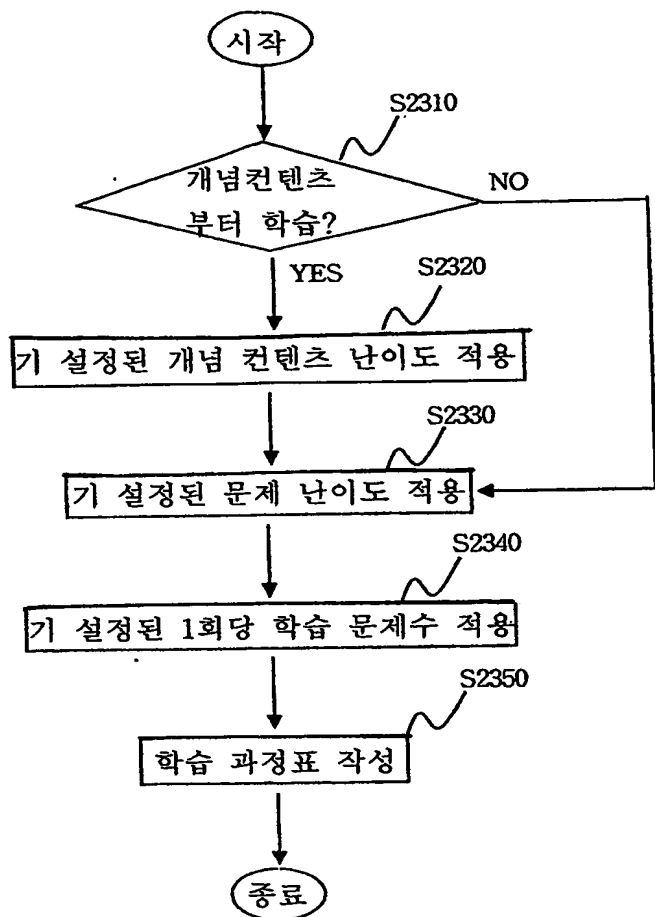 시작
S2310
개념컨텐츠
부터 학습?
NO
YES
S2320
기 설정된 개념 컨텐츠 난이도 적용
S2330
기 설정된 문제 난이도 적용
S2340
기 설정된 1회당 학습 문제수 적용
S2350
학습 과정표 작성
종료